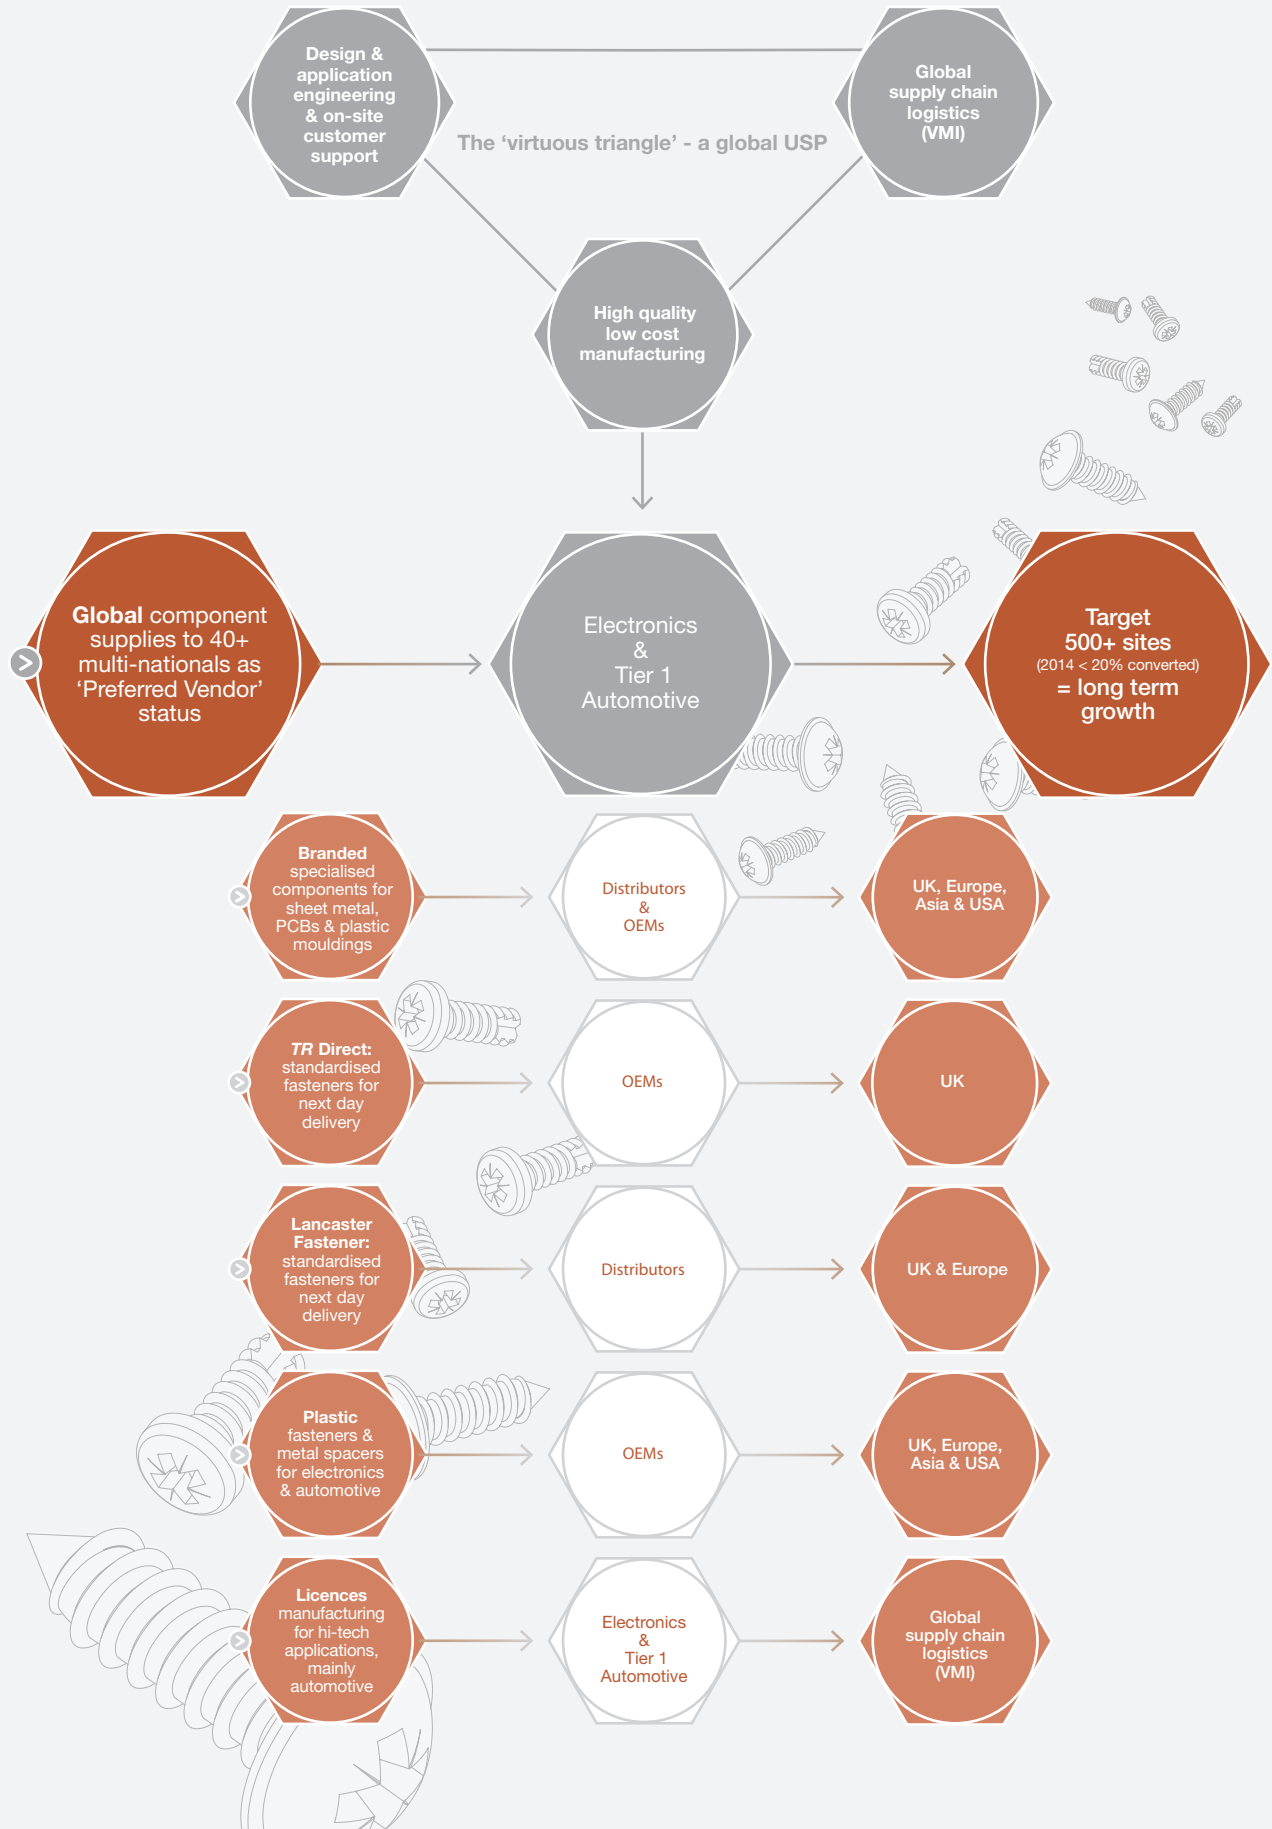 Design &
application
engineering
& on-site
customer
support
Global
supply chain
logistics
(VMI)
The ‘virtuous triangle’ - a global USP
High quality
low cost
manufacturing
Global component
supplies to 40+
multi-nationals as
‘Preferred Vendor’
status
Electronics
&
Tier 1
Automotive
Target
500+ sites
(2014 < 20% converted)
= long term
growth
Branded
specialised
components for
sheet metal,
PCBs & plastic
mouldings
Distributors
&
OEMs
UK, Europe,
Asia & USA
TR Direct:
standardised
fasteners for
next day
delivery
OEMs
UK
Lancaster
Fastener:
standardised
fasteners for
next day
delivery
Distributors
UK & Europe
Plastic
fasteners &
metal spacers
for electronics
& automotive
OEMs
UK, Europe,
Asia & USA
Licences
manufacturing
for hi-tech
applications,
mainly
automotive
Electronics
&
Tier 1
Automotive
Global
supply chain
logistics
(VMI)